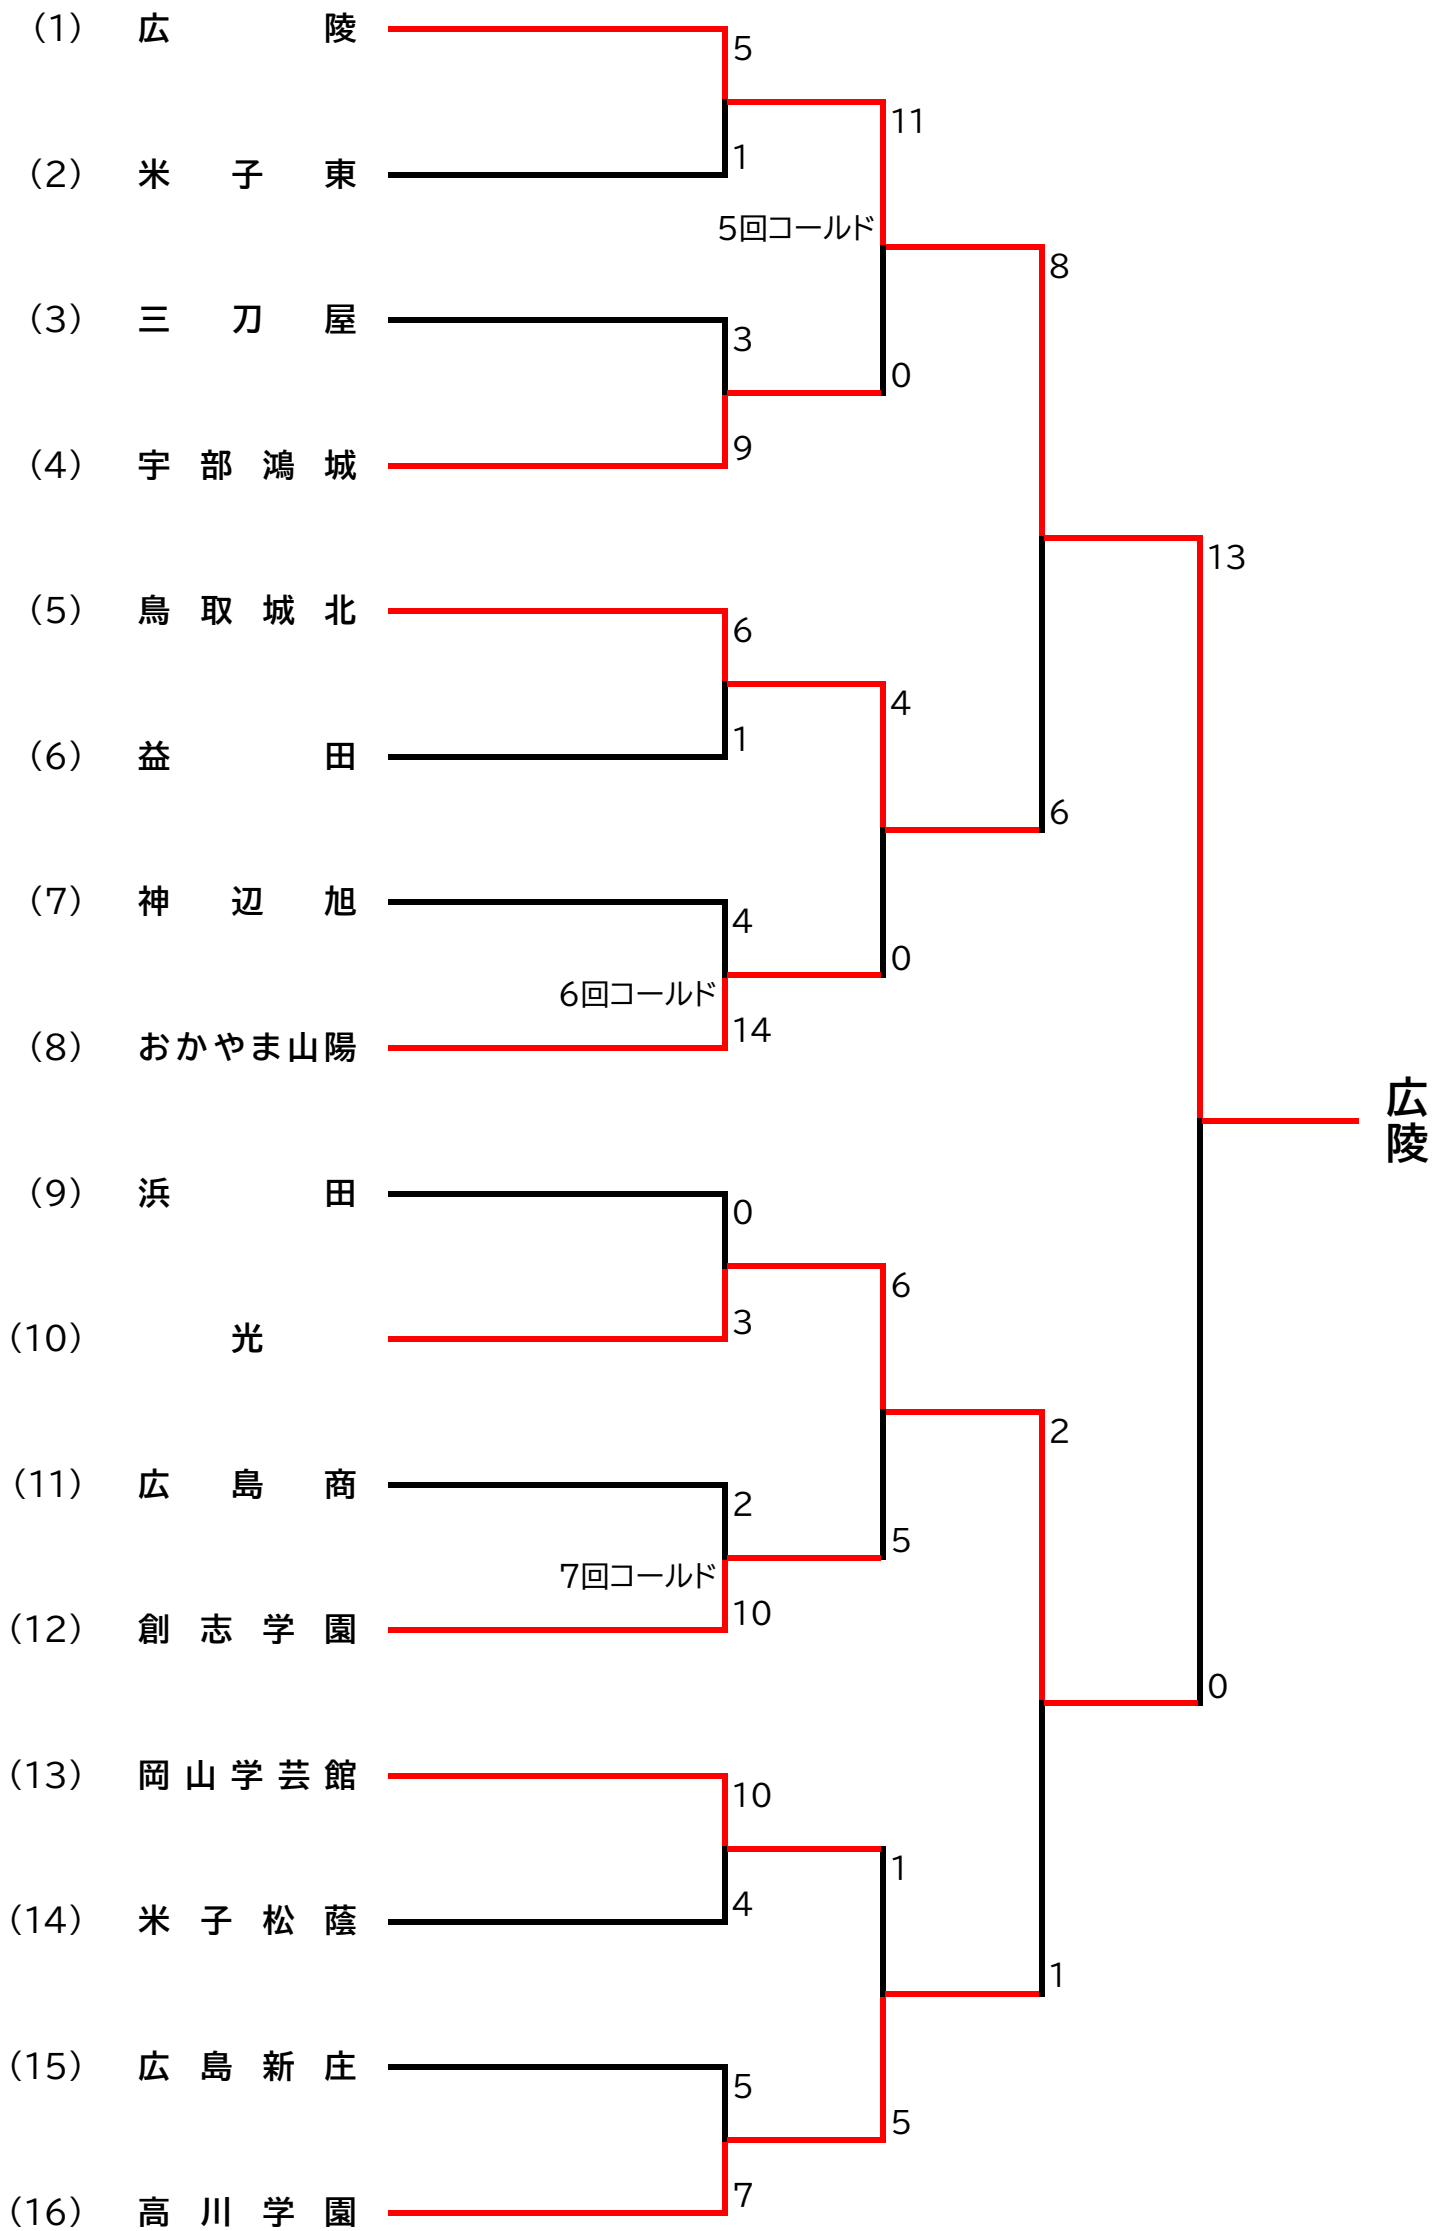 (1) 広陵
5
11
(2) 米子東
1
5回コールド
8
(3) 三刀屋
3
0
(4) 宇部鴻城
9
13
(5) 鳥取城北
6
4
(6) 益田
1
6
(7) 神辺旭
4
0
6回コールド
(8) おかやま山陽
14
広陵
(9) 浜田
0
6
(10) 光
3
2
(11) 広島商
2
5
7回コールド
(12) 創志学園
10
0
(13) 岡山学芸館
10
1
(14) 米子松蔭
4
1
(15) 広島新庄
5
5
(16) 高川学園
7